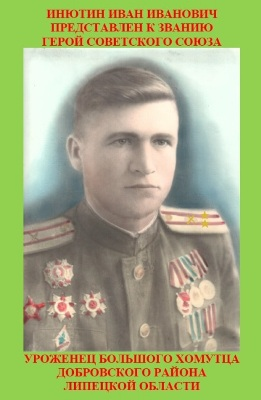 ИНЮТИН ИВАН ИВАНОВИЧ
ПРЕДСТАВЛЕН К ЗВАНИЮ
ГЕРОЙ СОВЕТСКОГО СОЮЗА
УРОЖЕНЕЦ БОЛЬШОГО ХОМУТЦА
ДОБРОВСКОГО РАЙОНА
ЛИПЕЦКОЙ ОБЛАСТИ